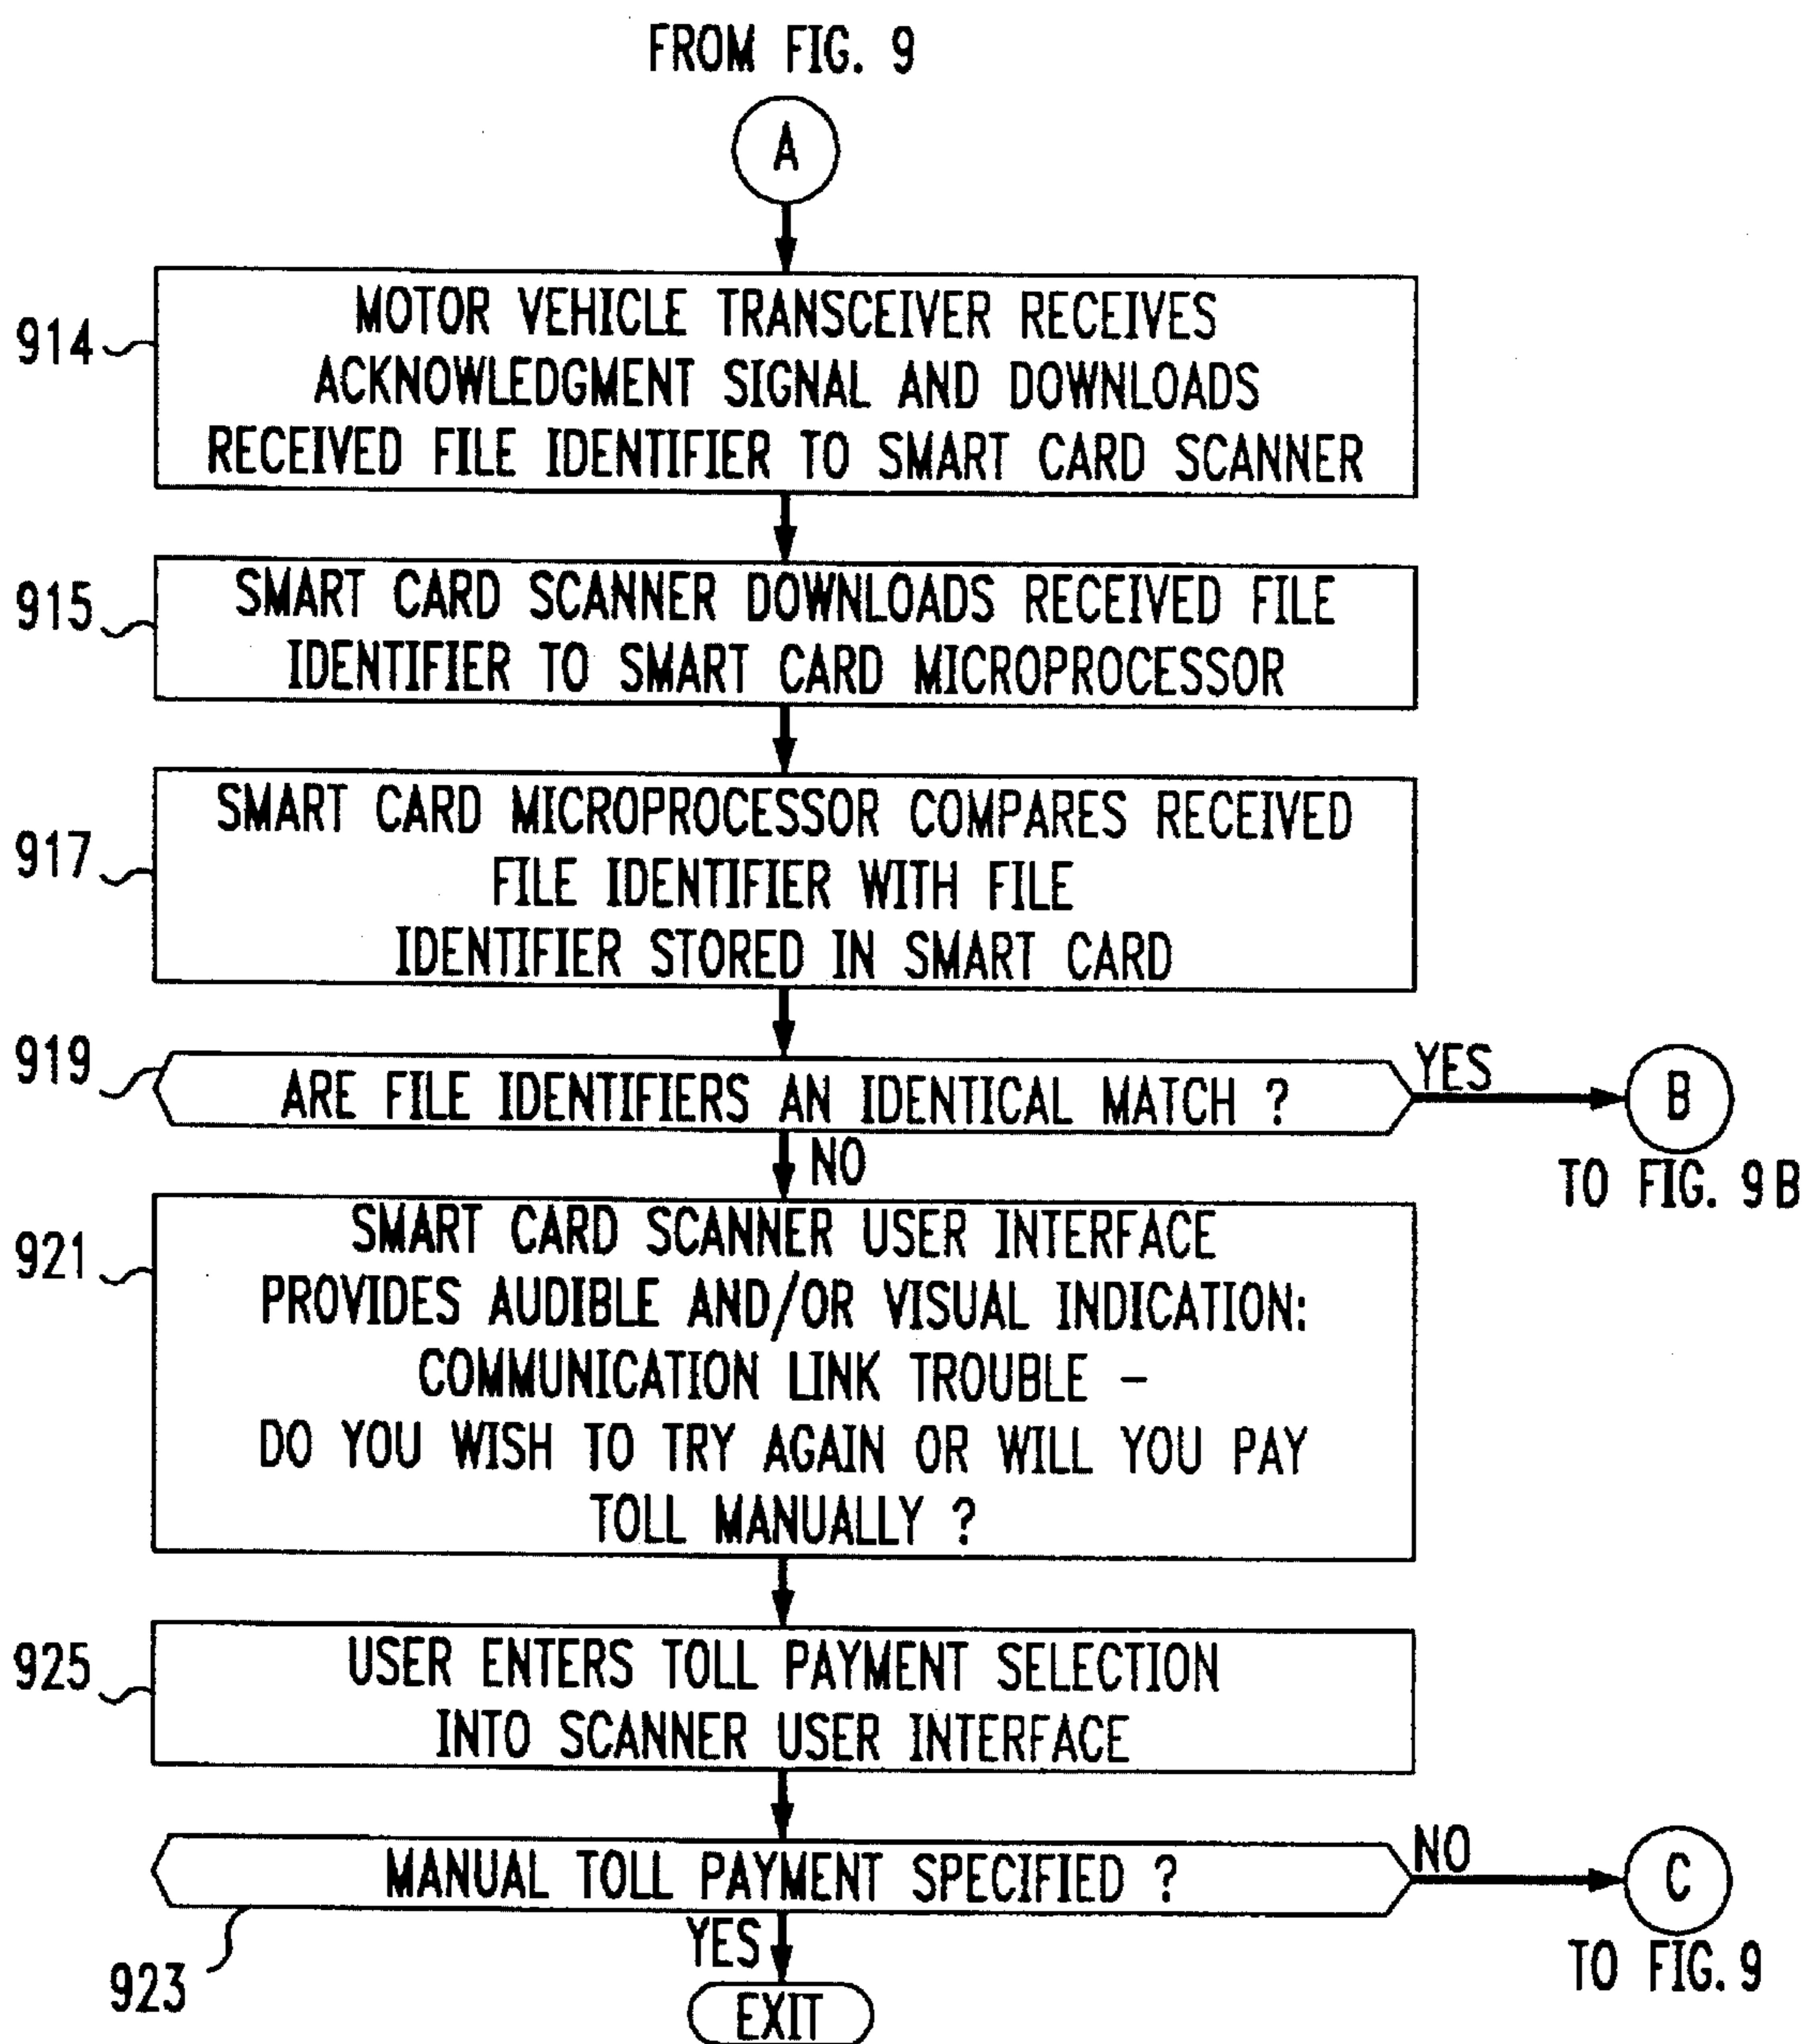 FROM FIG. 9
A
914
MOTOR VEHICLE TRANSCEIVER RECEIVES
ACKNOWLEDGMENT SIGNAL AND DOWNLOADS
RECEIVED FILE IDENTIFIER TO SMART CARD SCANNER
915
SMART CARD SCANNER DOWNLOADS RECEIVED FILE
IDENTIFIER TO SMART CARD MICROPROCESSOR
917
SMART CARD MICROPROCESSOR COMPARES RECEIVED
FILE IDENTIFIER WITH FILE
IDENTIFIER STORED IN SMART CARD
919
ARE FILE IDENTIFIERS AN IDENTICAL MATCH ?
YES
B
TO FIG. 9B
NO
921
SMART CARD SCANNER USER INTERFACE
PROVIDES AUDIBLE AND/OR VISUAL INDICATION:
COMMUNICATION LINK TROUBLE –
DO YOU WISH TO TRY AGAIN OR WILL YOU PAY
TOLL MANUALLY ?
925
USER ENTERS TOLL PAYMENT SELECTION
INTO SCANNER USER INTERFACE
MANUAL TOLL PAYMENT SPECIFIED ?
NO
C
TO FIG. 9
923
YES
EXIT